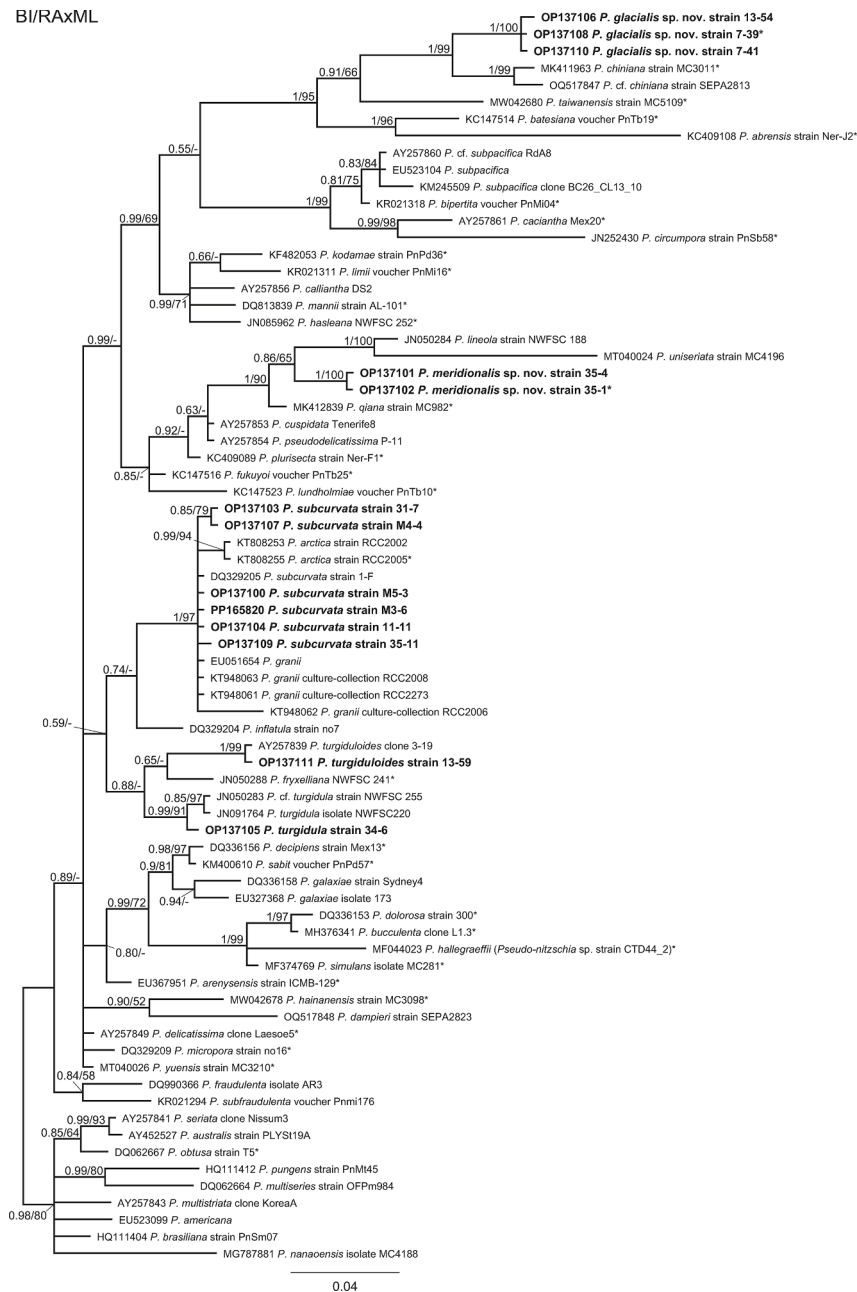 BI/RAxML
OP137106 P. glacialis sp. nov. strain 13-54
1/100
OP137108 P. glacialis sp. nov. strain 7-39*
1/99
OP137110 P. glacialis sp. nov. strain 7-41
0.91/66
MK411963 P. chiniana strain MC3011*
1/99
OQ517847 P. cf. chiniana strain SEPA2813
1/95
MW042680 P. taiwanensis strain MC5109*
KC147514 P. batesiana voucher PnTb19*
1/96
KC409108 P. abrensis strain Ner-J2*
0.55/-
AY257860 P. cf. subpacifica RdA8
0.83/84
EU523104 P. subpacifica
0.81/75
KM245509 P. subpacifica clone BC26_CL13_10
1/99
KR021318 P. bipertita voucher PnMi04*
AY257861 P. caciantha Mex20*
0.99/98
JN252430 P. circumpora strain PnSb58*
0.99/69
KF482053 P. kodamae strain PnPd36*
0.66/-
KR021311 P. limii voucher PnMi16*
AY257856 P. calliantha DS2
0.99/71
DQ813839 P. mannii strain AL-101*
JN085962 P. hasleana NWFSC 252*
0.99/-
JN050284 P. lineola strain NWFSC 188
1/100
MT040024 P. uniseriata strain MC4196
0.86/65
OP137101 P. meridionalis sp. nov. strain 35-4
1/100
OP137102 P. meridionalis sp. nov. strain 35-1*
1/90
MK412839 P. qiana strain MC982*
0.63/-
AY257853 P. cuspidata Tenerife8
0.92/-
AY257854 P. pseudodelicatissima P-11
KC409089 P. plurisecta strain Ner-F1*
0.85/-
KC147516 P. fukuyoi voucher PnTb25*
KC147523 P. lundholmiae voucher PnTb10*
0.85/79
OP137103 P. subcurvata strain 31-7
OP137107 P. subcurvata strain M4-4
0.99/94
KT808253 P. arctica strain RCC2002
KT808255 P. arctica strain RCC2005*
DQ329205 P. subcurvata strain 1-F
OP137100 P. subcurvata strain M5-3
PP165820 P. subcurvata strain M3-6
1/97
OP137104 P. subcurvata strain 11-11
OP137109 P. subcurvata strain 35-11
EU051654 P. granii
0.74/-
KT948063 P. granii culture-collection RCC2008
KT948061 P. granii culture-collection RCC2273
KT948062 P. granii culture-collection RCC2006
0.59/-
DQ329204 P. inflatula strain no7
1/99
AY257839 P. turgiduloides clone 3-19
0.65/-
OP137111 P. turgiduloides strain 13-59
JN050288 P. fryxelliana NWFSC 241*
0.88/-
0.85/97
JN050283 P. cf. turgidula strain NWFSC 255
0.99/91
JN091764 P. turgidula isolate NWFSC220
OP137105 P. turgidula strain 34-6
0.98/97
DQ336156 P. decipiens strain Mex13*
0.9/81
KM400610 P. sabit voucher PnPd57*
0.89/-
DQ336158 P. galaxiae strain Sydney4
0.94/-
EU327368 P. galaxiae isolate 173
0.99/72
1/97
DQ336153 P. dolorosa strain 300*
MH376341 P. bucculenta clone L1.3*
1/99
MF044023 P. hallegraeffii (Pseudo-nitzschia sp. strain CTD44_2)*
0.80/-
MF374769 P. simulans isolate MC281*
EU367951 P. arenysensis strain ICMB-129*
0.90/52
MW042678 P. hainanensis strain MC3098*
OQ517848 P. dampieri strain SEPA2823
AY257849 P. delicatissima clone Laesoe5*
DQ329209 P. micropora strain no16*
MT040026 P. yuensis strain MC3210*
0.84/58
DQ990366 P. fraudulenta isolate AR3
KR021294 P. subfraudulenta voucher Pnmi176
0.99/93
AY257841 P. seriata clone Nissum3
0.85/64
AY452527 P. australis strain PLYSt19A
DQ062667 P. obtusa strain T5*
0.99/80
HQ111412 P. pungens strain PnMt45
DQ062664 P. multiseries strain OFPm984
AY257843 P. multistriata clone KoreaA
0.98/80
EU523099 P. americana
HQ111404 P. brasiliana strain PnSm07
MG787881 P. nanaoensis isolate MC4188
0.04